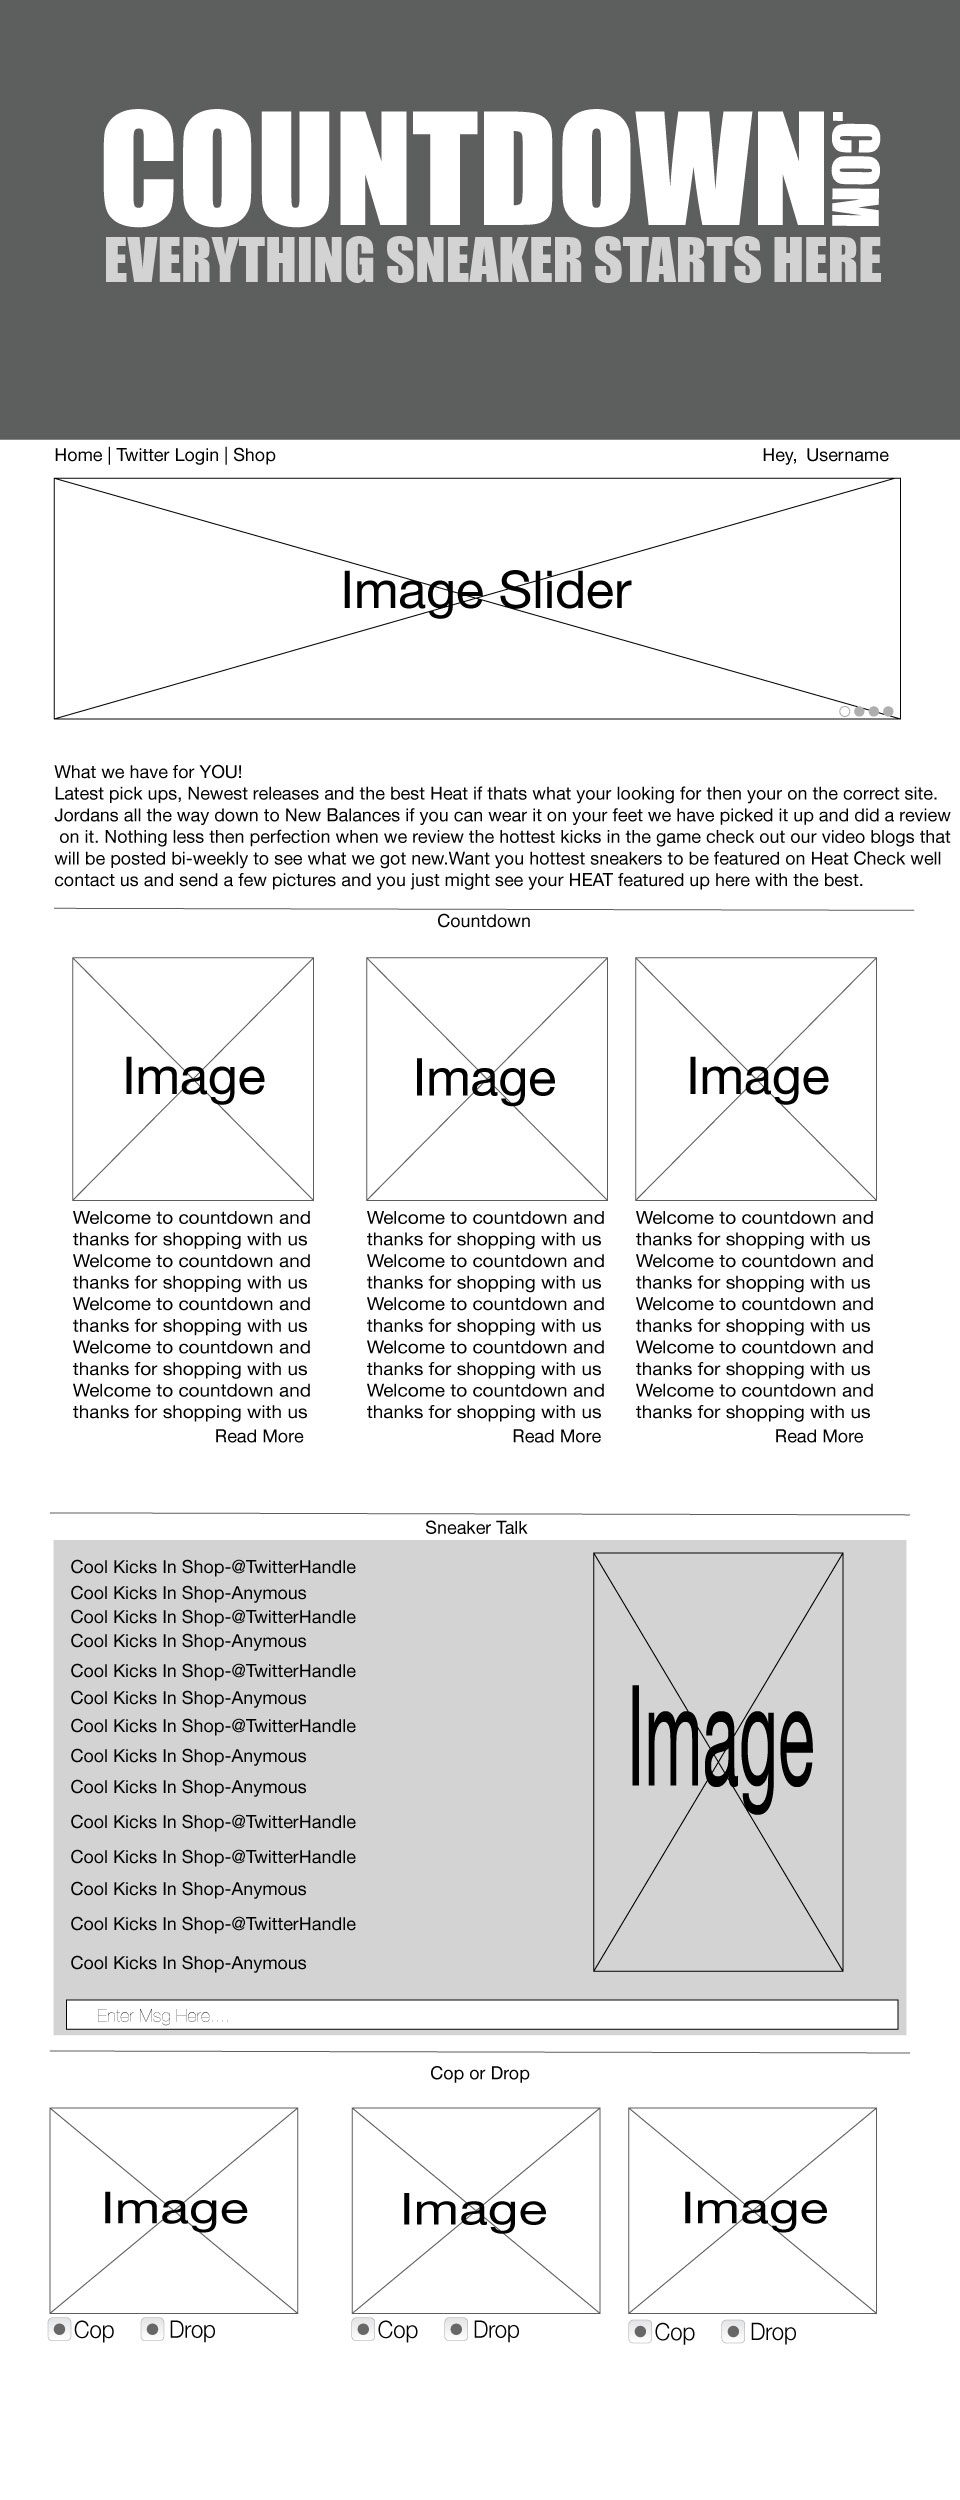 COUNTDOWN.COM
EVERYTHING SNEAKER STARTS HERE
Home | Twitter Login | Shop
Hey, Username
Image Slider
What we have for YOU!
Latest pick ups, Newest releases and the best Heat if thats what your looking for then your on the correct site.
Jordans all the way down to New Balances if you can wear it on your feet we have picked it up and did a review
on it. Nothing less then perfection when we review the hottest kicks in the game check out our video blogs that
will be posted bi-weekly to see what we got new.Want you hottest sneakers to be featured on Heat Check well
contact us and send a few pictures and you just might see your HEAT featured up here with the best.
Countdown
Image
Welcome to countdown and
thanks for shopping with us
Welcome to countdown and
thanks for shopping with us
Welcome to countdown and
thanks for shopping with us
Welcome to countdown and
thanks for shopping with us
Welcome to countdown and
thanks for shopping with us
Read More
Image
Welcome to countdown and
thanks for shopping with us
Welcome to countdown and
thanks for shopping with us
Welcome to countdown and
thanks for shopping with us
Welcome to countdown and
thanks for shopping with us
Welcome to countdown and
thanks for shopping with us
Read More
Image
Welcome to countdown and
thanks for shopping with us
Welcome to countdown and
thanks for shopping with us
Welcome to countdown and
thanks for shopping with us
Welcome to countdown and
thanks for shopping with us
Welcome to countdown and
thanks for shopping with us
Read More
Sneaker Talk
Cool Kicks In Shop-@TwitterHandle
Cool Kicks In Shop-Anymous
Cool Kicks In Shop-@TwitterHandle
Cool Kicks In Shop-Anymous
Cool Kicks In Shop-@TwitterHandle
Cool Kicks In Shop-Anymous
Cool Kicks In Shop-@TwitterHandle
Cool Kicks In Shop-Anymous
Cool Kicks In Shop-Anymous
Cool Kicks In Shop-@TwitterHandle
Cool Kicks In Shop-@TwitterHandle
Cool Kicks In Shop-Anymous
Cool Kicks In Shop-@TwitterHandle
Cool Kicks In Shop-Anymous
Image
Enter Msg Here....
Cop or Drop
Image
Cop Drop
Image
Cop Drop
Image
Cop Drop